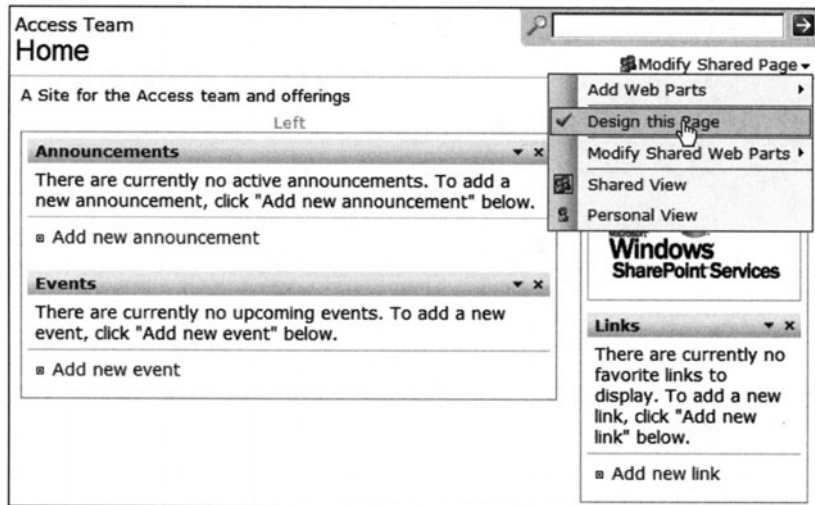 Access Team
Home
Modify Shared Page
A Site for the Access team and offerings
Add Web Parts
Design this Page
Modify Shared Web Parts
Shared View
Personal View
Left
Announcements
There are currently no active announcements. To add a
new announcement, click "Add new announcement" below.
Add new announcement
Events
There are currently no upcoming events. To add a new
event, click "Add new event" below.
Add new event
Microsoft
Windows
SharePoint Services
Links
There are currently no
favorite links to
display. To add a new
link, click "Add new
link" below.
Add new link